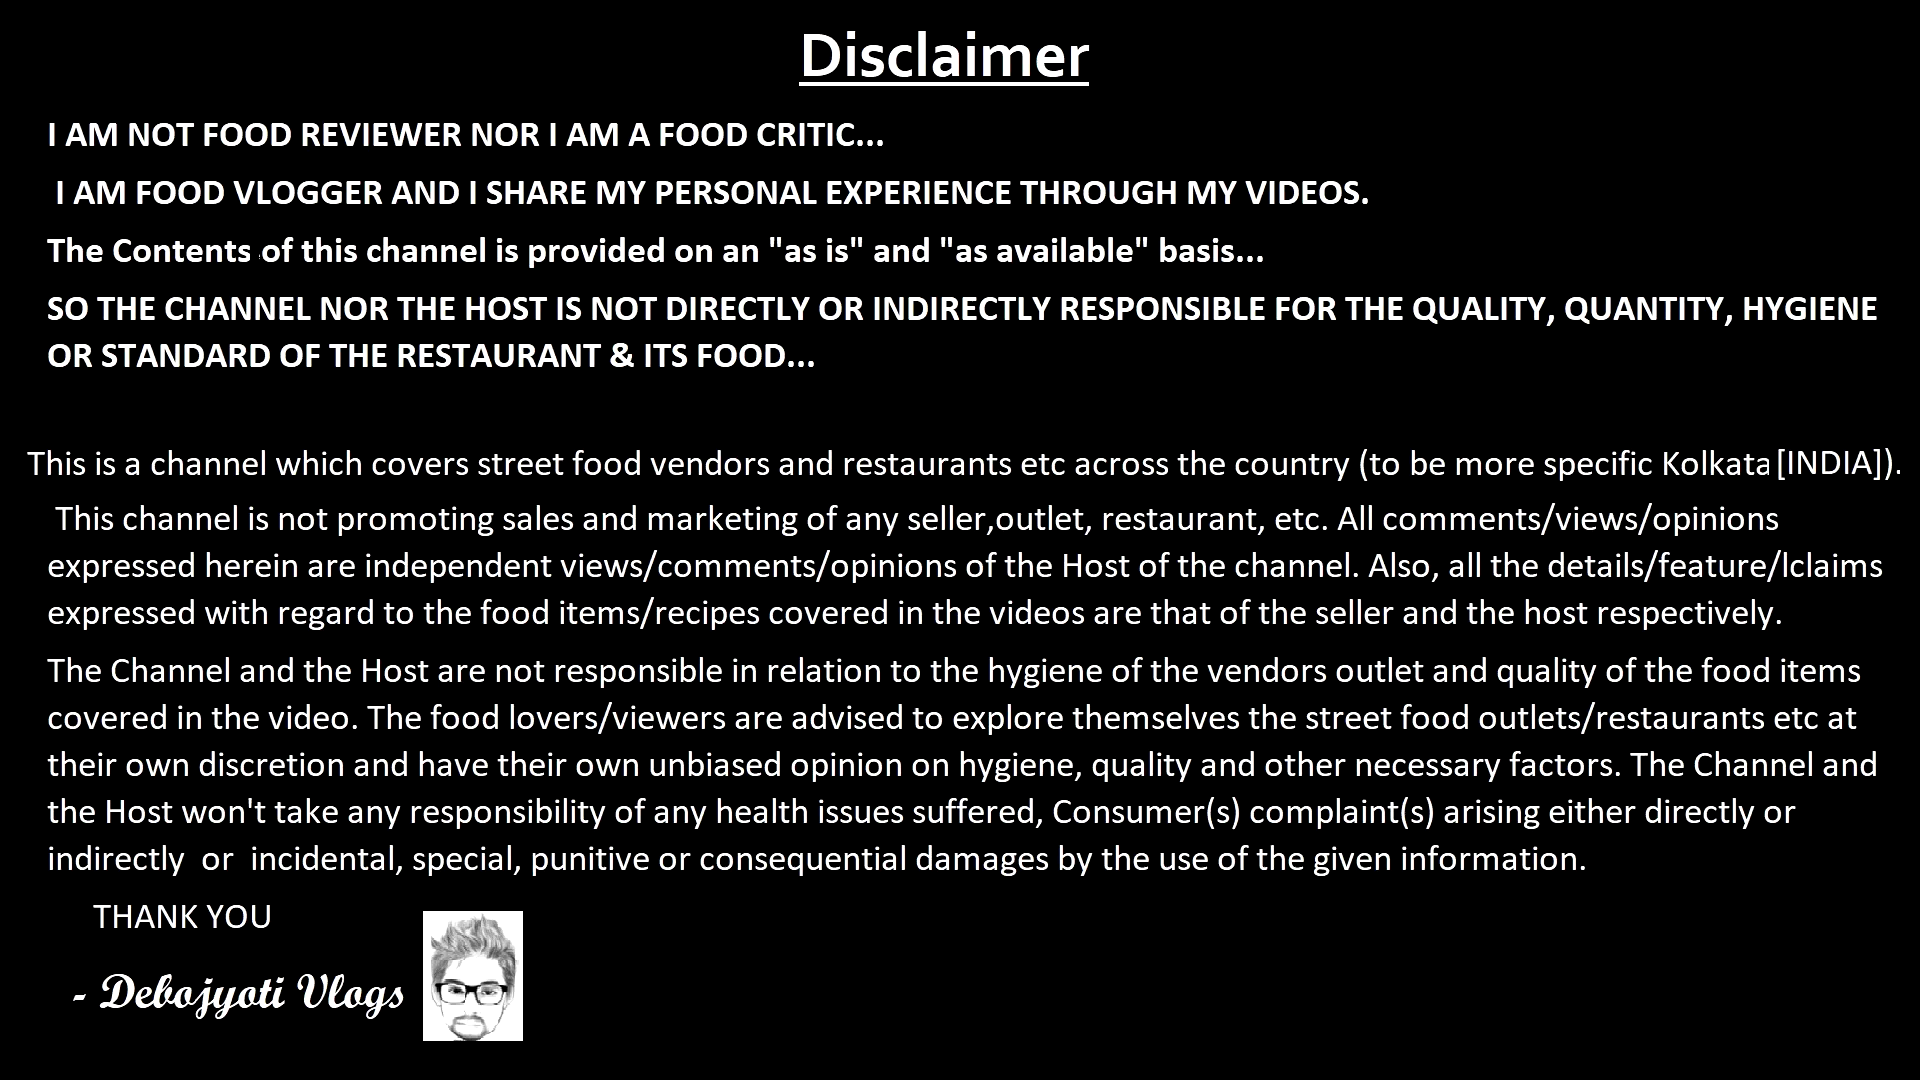 Disclaimer
I AM NOT FOOD REVIEWER NOR I AM A FOOD CRITIC...
I AM FOOD VLOGGER AND I SHARE MY PERSONAL EXPERIENCE THROUGH MY VIDEOS.
The Contents of this channel is provided on an "as is" and "as available" basis...
SO THE CHANNEL NOR THE HOST IS NOT DIRECTLY OR INDIRECTLY RESPONSIBLE FOR THE QUALITY, QUANTITY, HYGIENE
OR STANDARD OF THE RESTAURANT & ITS FOOD...
This is a channel which covers street food vendors and restaurants etc across the country (to be more specific Kolkata [INDIA]).
This channel is not promoting sales and marketing of any seller,outlet, restaurant, etc. All comments/views/opinions
expressed herein are independent views/comments/opinions of the Host of the channel. Also, all the details/feature/lclaims
expressed with regard to the food items/recipes covered in the videos are that of the seller and the host respectively.
The Channel and the Host are not responsible in relation to the hygiene of the vendors outlet and quality of the food items
covered in the video. The food lovers/viewers are advised to explore themselves the street food outlets/restaurants etc at
their own discretion and have their own unbiased opinion on hygiene, quality and other necessary factors. The Channel and
the Host won't take any responsibility of any health issues suffered, Consumer(s) complaint(s) arising either directly or
indirectly or incidental, special, punitive or consequential damages by the use of the given information.
THANK YOU
- Debojyoti Vlogs